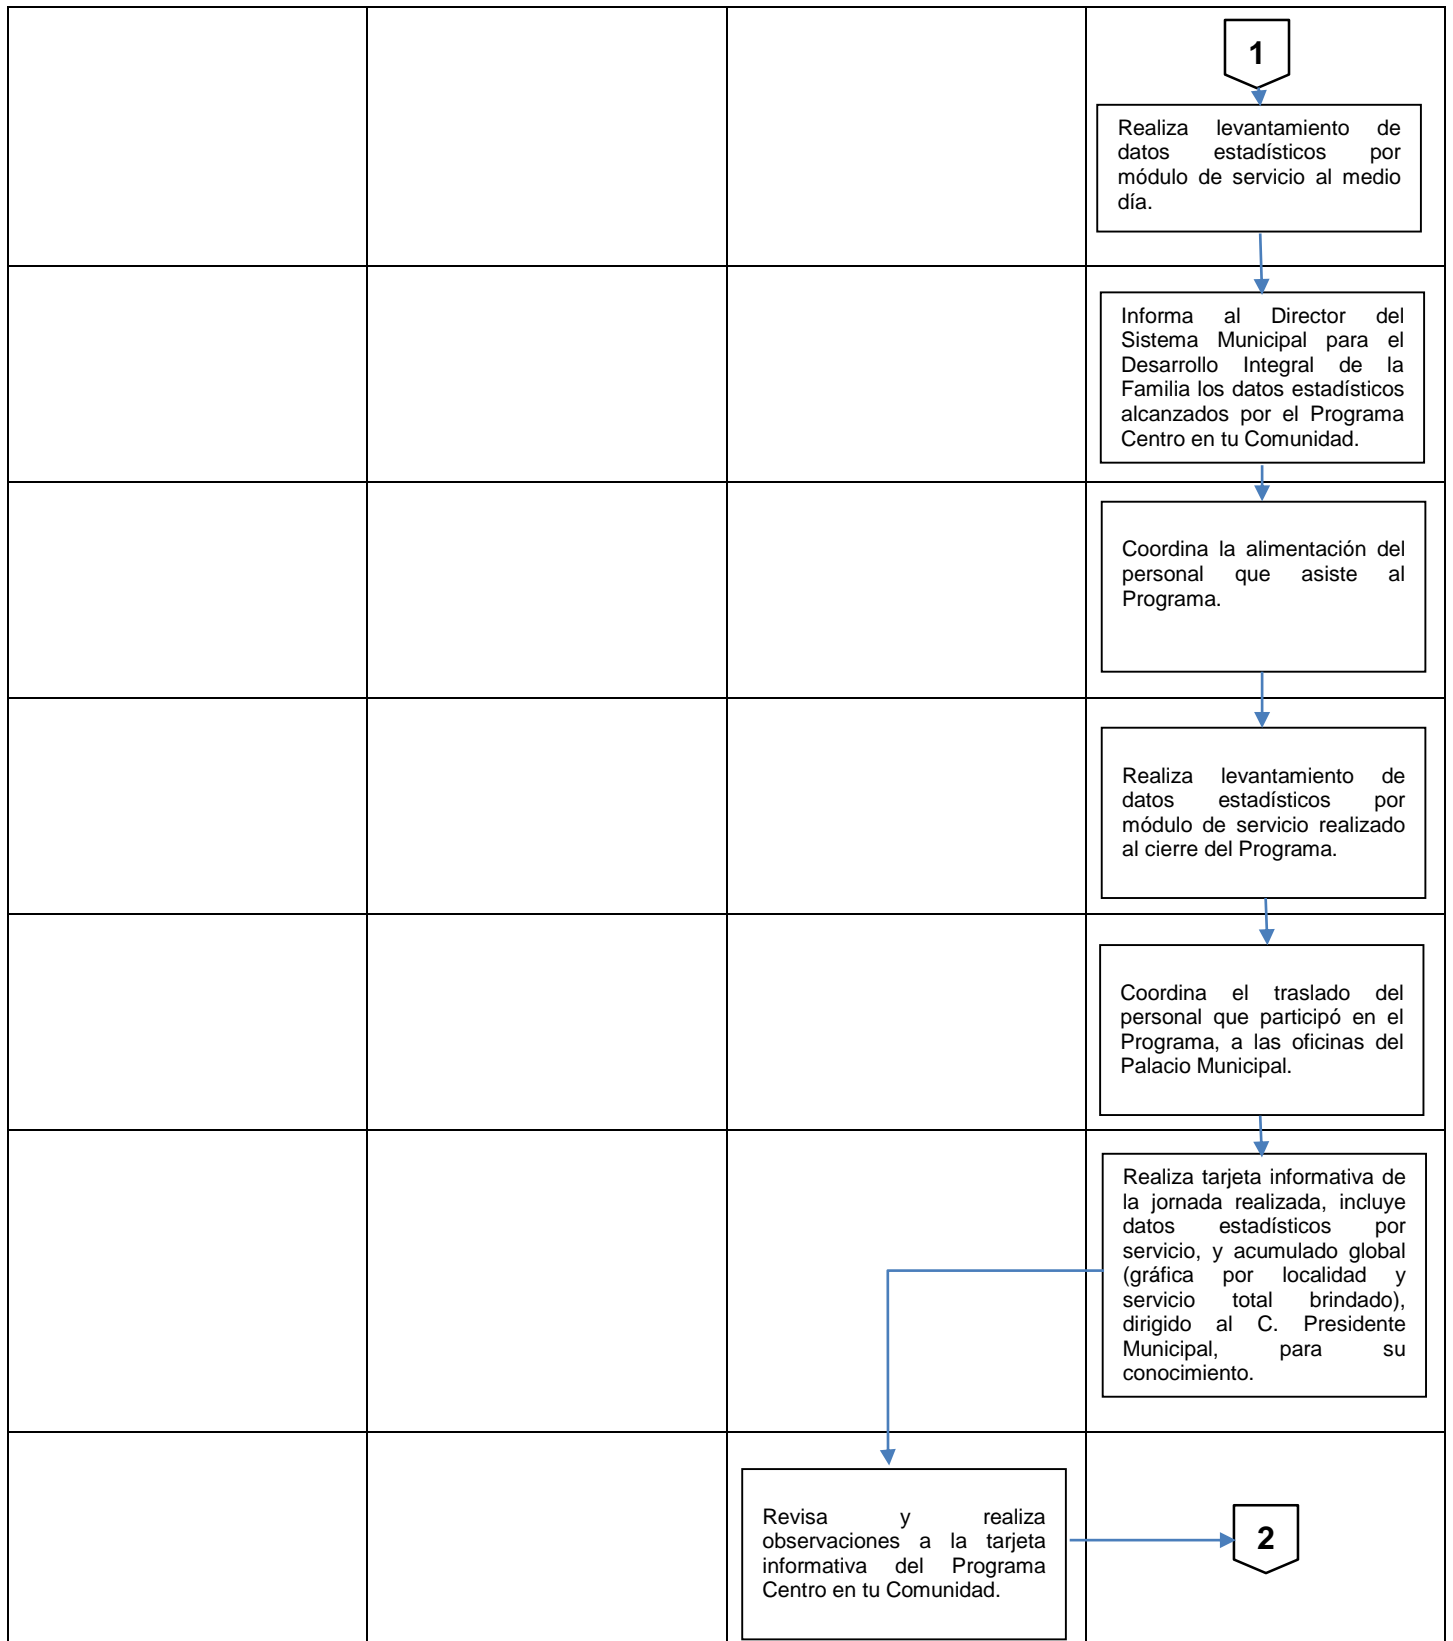 1
Realiza levantamiento de
datos estadísticos por
módulo de servicio al medio
día.
Informa al Director del
Sistema Municipal para el
Desarrollo Integral de la
Familia los datos estadísticos
alcanzados por el Programa
Centro en tu Comunidad.
Coordina la alimentación del
personal que asiste al
Programa.
Realiza levantamiento de
datos estadísticos por
módulo de servicio realizado
al cierre del Programa.
Coordina el traslado del
personal que participó en el
Programa, a las oficinas del
Palacio Municipal.
Realiza tarjeta informativa de
la jornada realizada, incluye
datos estadísticos por
servicio, y acumulado global
(gráfica por localidad y
servicio total brindado),
dirigido al C. Presidente
Municipal, para su
conocimiento.
Revisa y realiza
observaciones a la tarjeta
informativa del Programa
Centro en tu Comunidad.
2